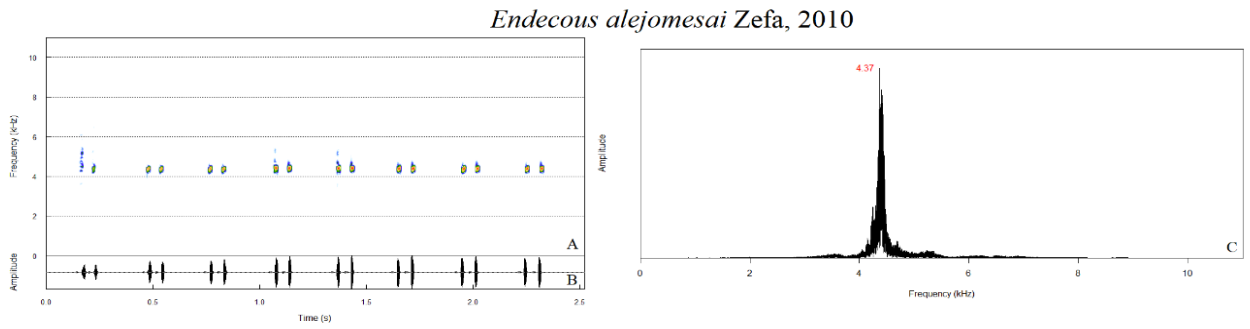 Endecous alejomesai Zefa, 2010
10
8
6
4
2
0
Frequency (kHz)
A
Amplitude
B
0.0 0.5 1.0 1.5 2.0 2.5
Time (s)
4.37
Amplitude
C
0 2 4 6 8 10
Frequency (kHz)